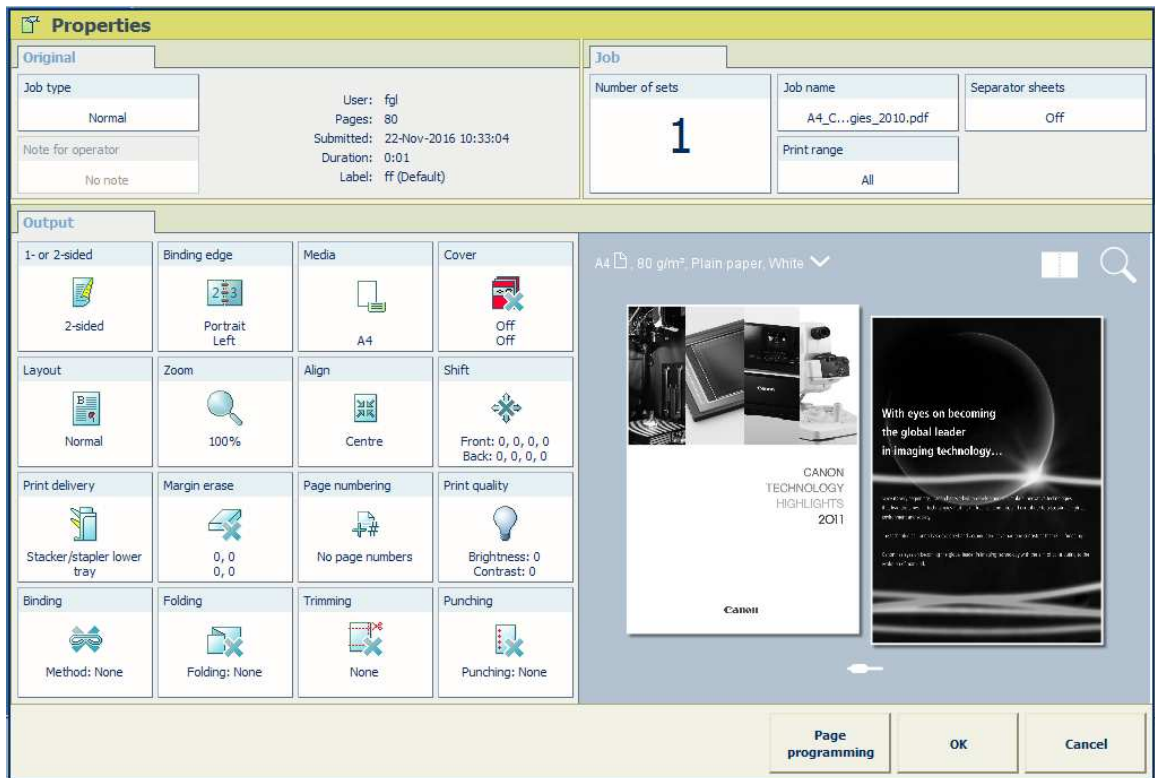 Properties
Original
Job type
Normal
Note for operator
No note
User: fgl
Pages: 80
Submitted: 22-Nov-2016 10:33:04
Duration: 0:01
Label: ff (Default)
Job
Number of sets
1
Job name
A4_C...gies_2010.pdf
Separator sheets
Off
Print range
All
Output
1- or 2-sided
2-sided
Binding edge
2 3
Portrait
Left
Media
A4
Cover
Off
Off
Layout
B
Normal
Zoom
100%
Align
Centre
Shift
Front: 0, 0, 0, 0
Back: 0, 0, 0, 0
Print delivery
Stacker/stapler lower
tray
Margin erase
0, 0
0, 0
Page numbering
#
No page numbers
Print quality
Brightness: 0
Contrast: 0
Binding
Method: None
Folding
Folding: None
Trimming
None
Punching
Punching: None
A4 , 80 g/m², Plain paper, White
Canon
CANON
TECHNOLOGY
HIGHLIGHTS
2011
Canon
With eyes on becoming
the global leader
in imaging technology...
Page
programming
OK
Cancel